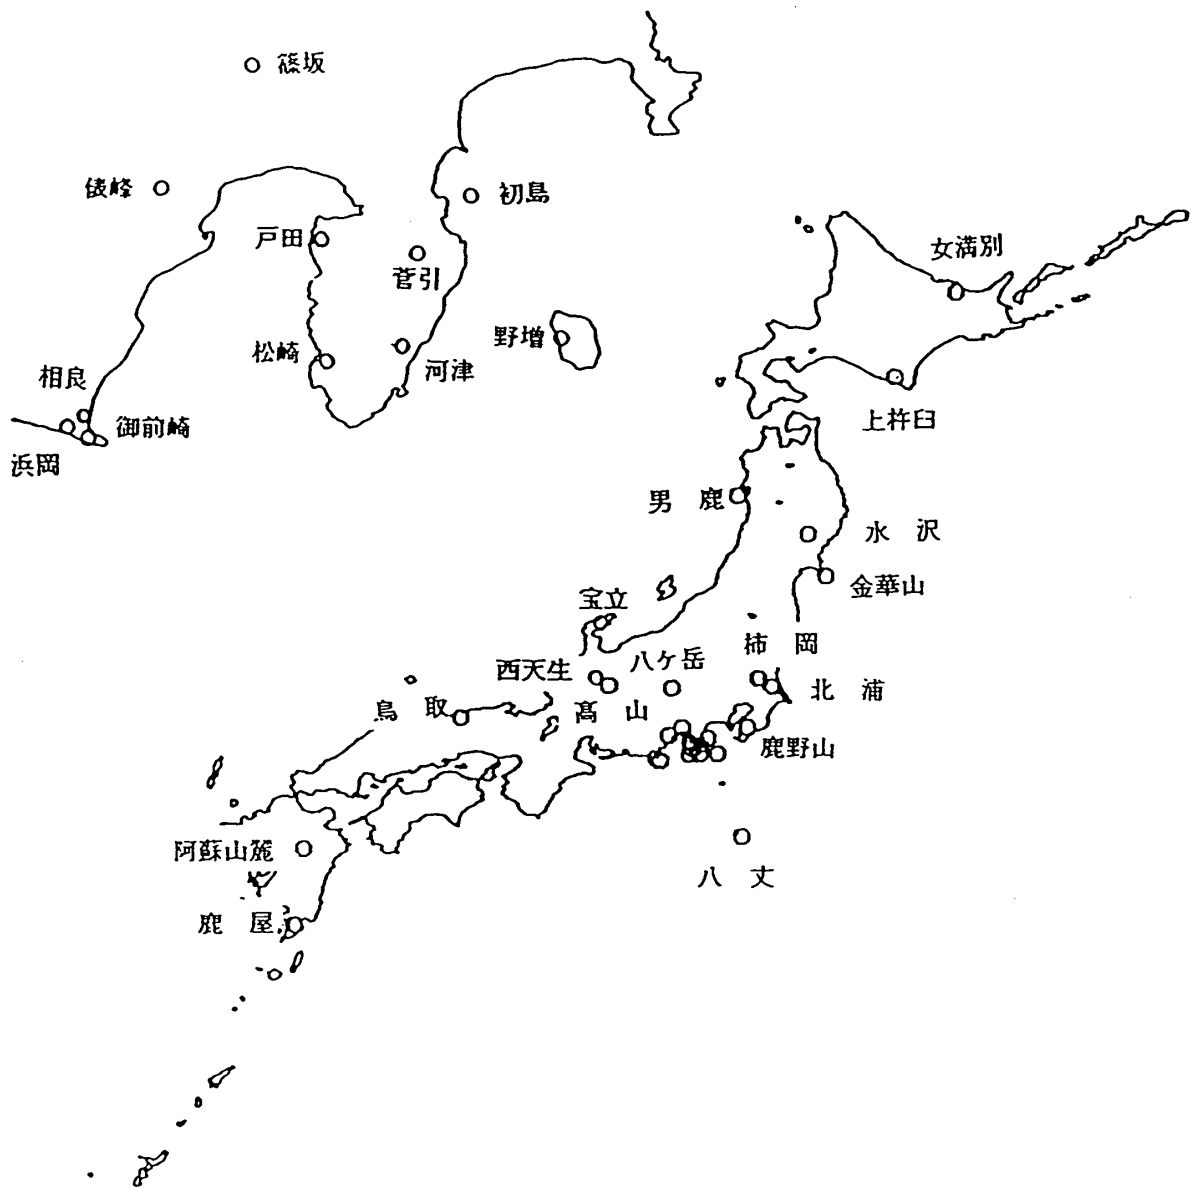 篠坂
俵峰
初島
戸田
菅引
野増
松崎
河津
相良
御前崎
浜岡
女満別
上杵臼
男 鹿
水 沢
金華山
宝立
柿 岡
八ケ岳
西天生
北 浦
鳥 取
高 山
鹿野山
阿蘇山麓
八 丈
鹿 屋